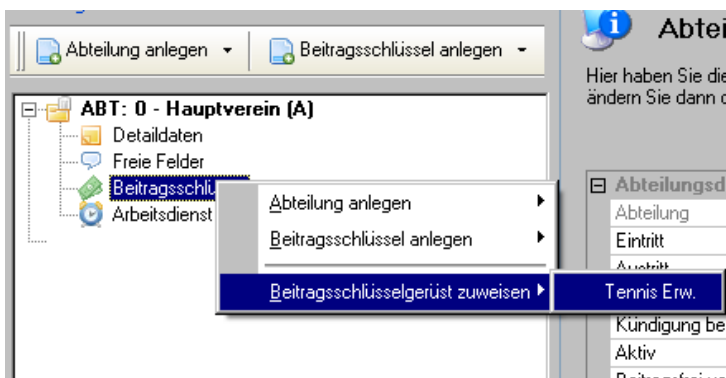 Abteilung anlegen
Beitragsschlüssel anlegen
Hier haben Sie die
ändern Sie dann
ABT: 0 - Hauptverein (A)
Detaildaten
Freie Felder
Arbeitsdienst
Abteilung anlegen
Beitragsschlüssel anlegen
Beitragsschlüsselgerüst zuweisen
Tennis Erw.
Abteilung
Eintritt
Austritt
Kündigung be
Aktiv